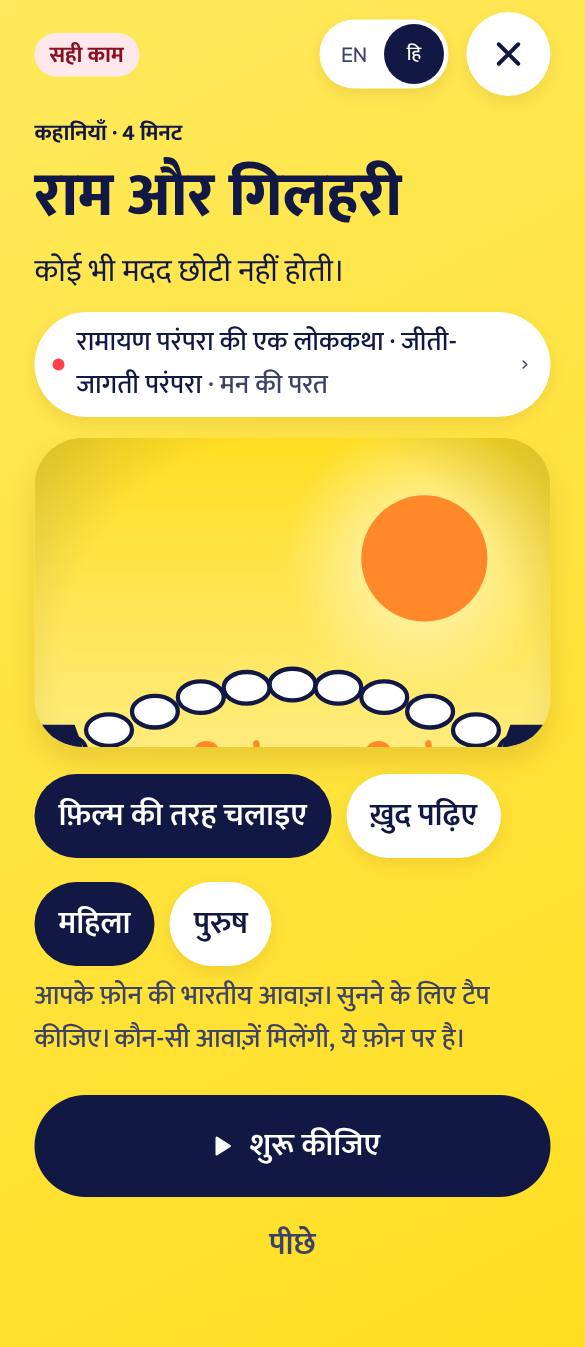 सही काम
EN हि
कहानियाँ · 4 मिनट
राम और गिलहरी
कोई भी मदद छोटी नहीं होती।
रामायण परंपरा की एक लोककथा · जीती-
जागती परंपरा · मन की परत
फ़िल्म की तरह चलाइए
ख़ुद पढ़िए
महिला
पुरुष
आपके फ़ोन की भारतीय आवाज़। सुनने के लिए टैप
कीजिए। कौन-सी आवाज़ें मिलेंगी, ये फ़ोन पर है।
शुरू कीजिए
पीछे